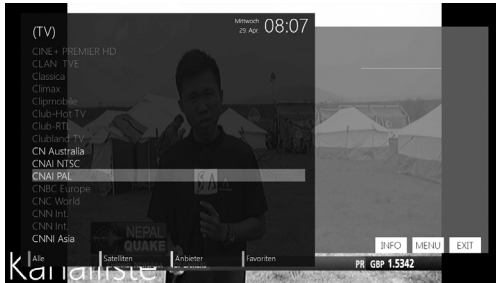 (TV)
Mittwoch
29. Apr. 08:07
CINE+ PREMIER HD
CLAN TVE
Classica
Climax
Clipmobile
Club-Hot TV
Club-RTL
Clubland TV
CN Australia
CNAI NTSC
CNAI PAL
CNBC Europe
CNC World
CNN Int.
CNN Int.
CNNI Asia
NEPAL
QUAKE
INFO MENU EXIT
Alle Satelliten Anbieter Favoriten
Kanalliste
PR GBP 1.5342